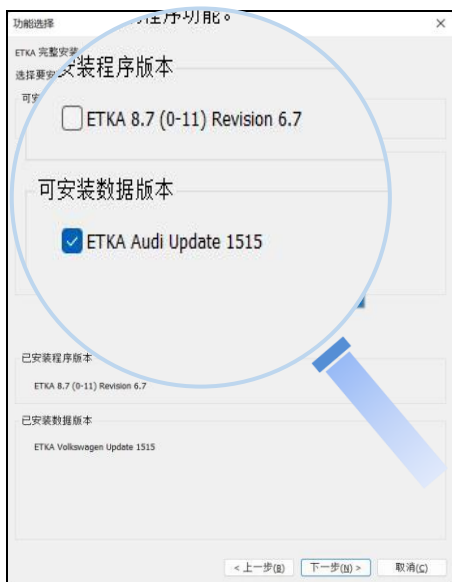 功能选择
程序功能。
ETKA 完整安装
选择要安
安装程序版本
可安
ETKA 8.7 (0-11) Revision 6.7
可安装数据版本
ETKA Audi Update 1515
已安装程序版本
ETKA 8.7 (0-11) Revision 6.7
已安装数据版本
ETKA Volkswagen Update 1515
< 上一步(B)
下一步(N) >
取消(C)